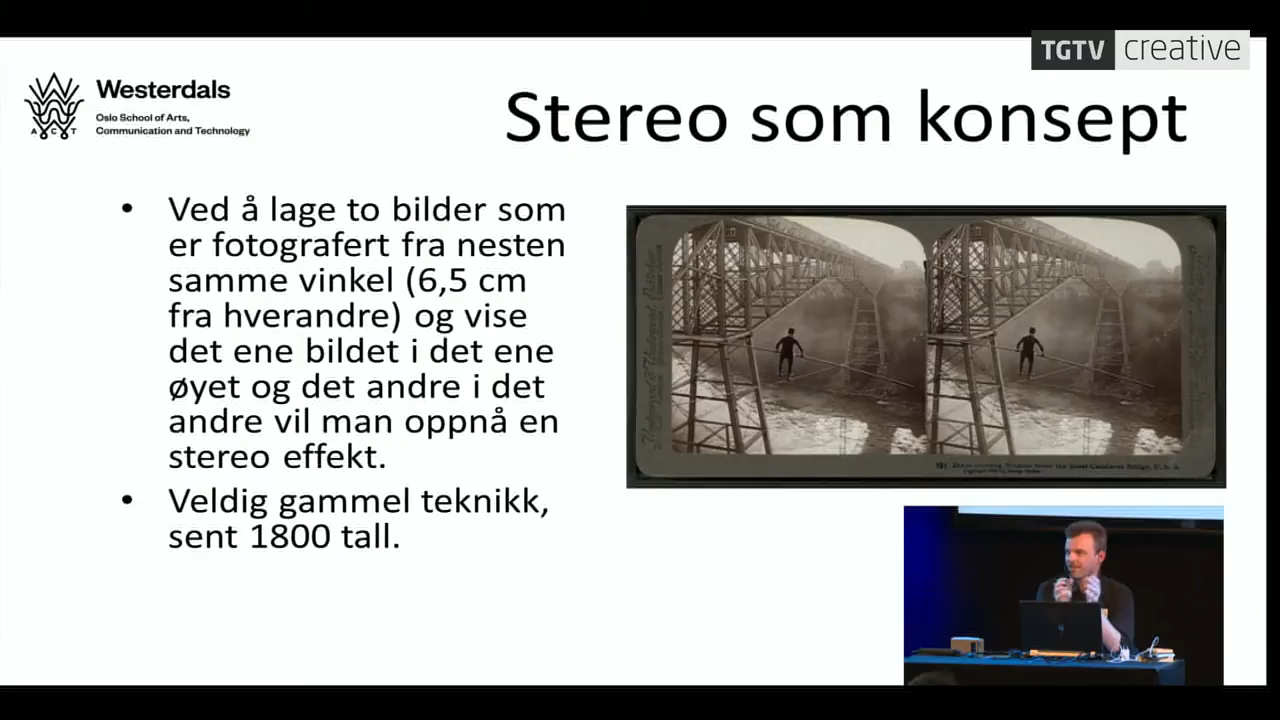 TGTV creative
Westerdals
Oslo School of Arts,
Communication and Technology
A C T
Stereo som konsept
• Ved å lage to bilder som
er fotografert fra nesten
samme vinkel (6,5 cm
fra hverandre) og vise
det ene bildet i det ene
øyet og det andre i det
andre vil man oppnå en
stereo effekt.
• Veldig gammel teknikk,
sent 1800 tall.